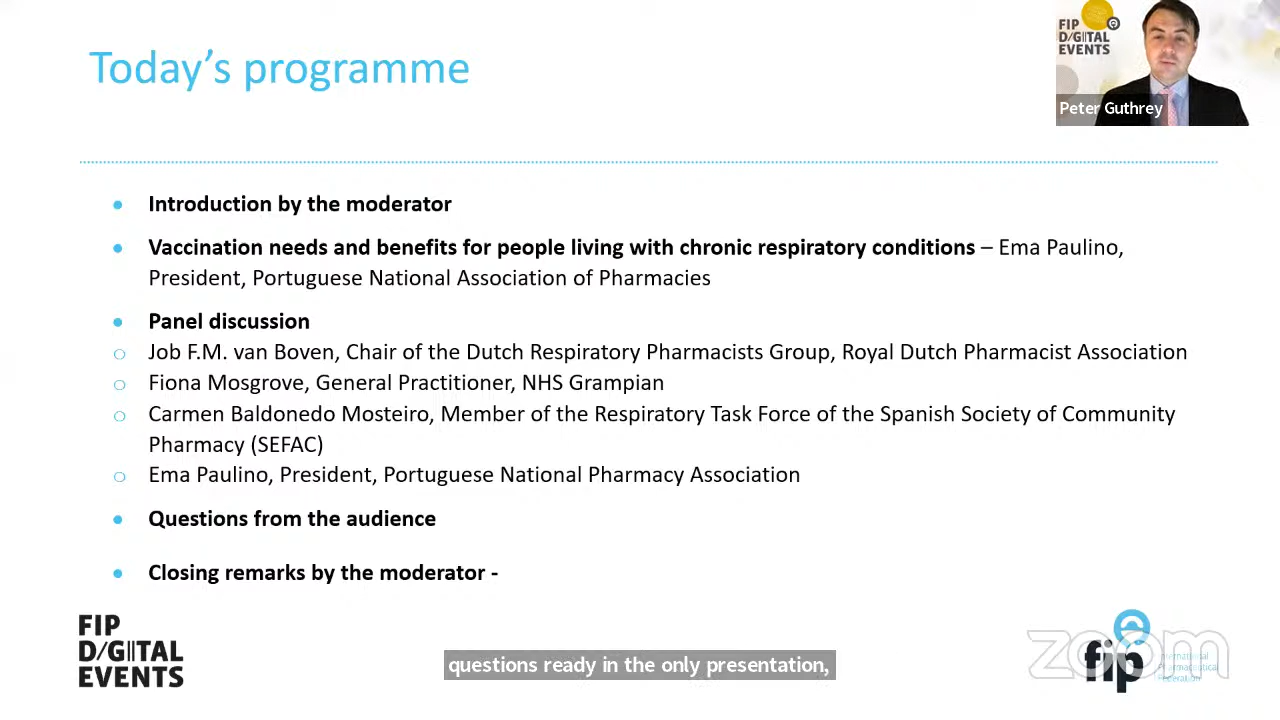 Today's programme
FIP
D/G|TAL
EVENTS
Peter Guthrey
Introduction by the moderator
Vaccination needs and benefits for people living with chronic respiratory conditions – Ema Paulino,
President, Portuguese National Association of Pharmacies
Panel discussion
Job F.M. van Boven, Chair of the Dutch Respiratory Pharmacists Group, Royal Dutch Pharmacist Association
Fiona Mosgrove, General Practitioner, NHS Grampian
Carmen Baldonedo Mosteiro, Member of the Respiratory Task Force of the Spanish Society of Community
Pharmacy (SEFAC)
Ema Paulino, President, Portuguese National Pharmacy Association
Questions from the audience
Closing remarks by the moderator -
FIP
D/G||TAL
EVENTS
questions ready in the only presentation,
zoom
fip
International
Pharmaceutical
Federation